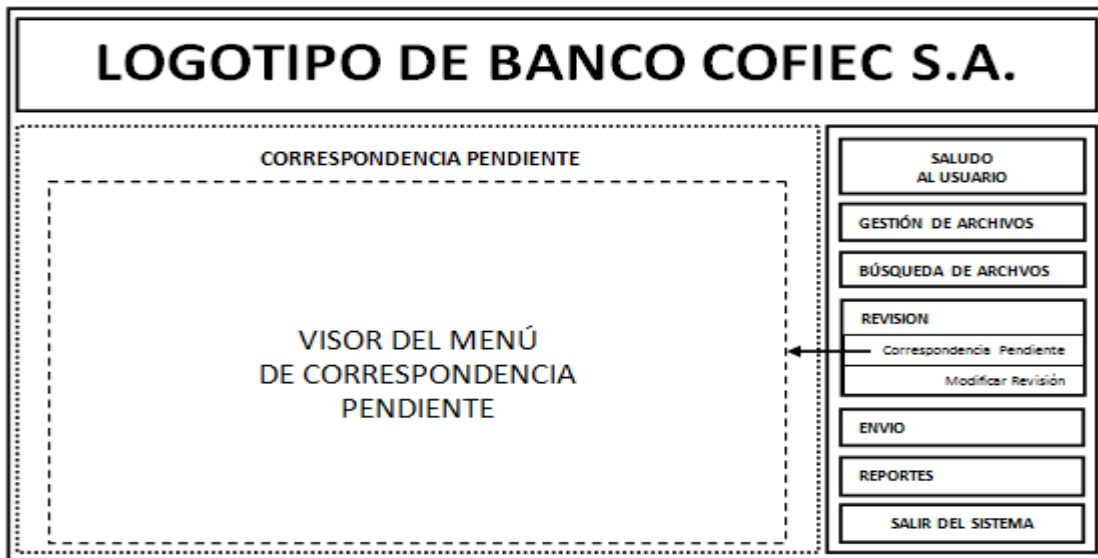 LOGOTIPO DE BANCO COFIEC S.A.
CORRESPONDENCIA PENDIENTE
VISOR DEL MENÚ
DE CORRESPONDENCIA
PENDIENTE
SALUDO
AL USUARIO
GESTIÓN DE ARCHIVOS
BÚSQUEDA DE ARCHVOS
REVISION
Correspondencia Pendiente
Modificar Revisión
ENVIO
REPORTES
SALIR DEL SISTEMA